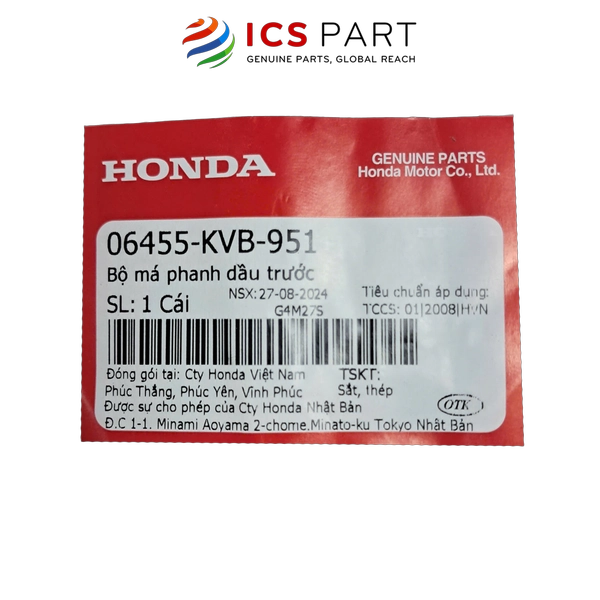 ICS PART
GENUINE PARTS, GLOBAL REACH
HONDA
GENUINE PARTS
Honda Motor Co., Ltd.
06455-KVB-951
Bộ má phanh dầu trước
SL: 1 Cái
NSX: 27-08-2024
G4M27S
Tiêu chuẩn áp dụng:
TCCS: 01|2008|HVN
Đóng gói tại: Cty Honda Việt Nam
Phúc Thắng, Phúc Yên, Vĩnh Phúc
TSKT:
Sắt, thép
Được sự cho phép của Cty Honda Nhật Bản
OTK
Đ.C 1-1. Minami Aoyama 2-chome.Minato-ku Tokyo Nhật Bản